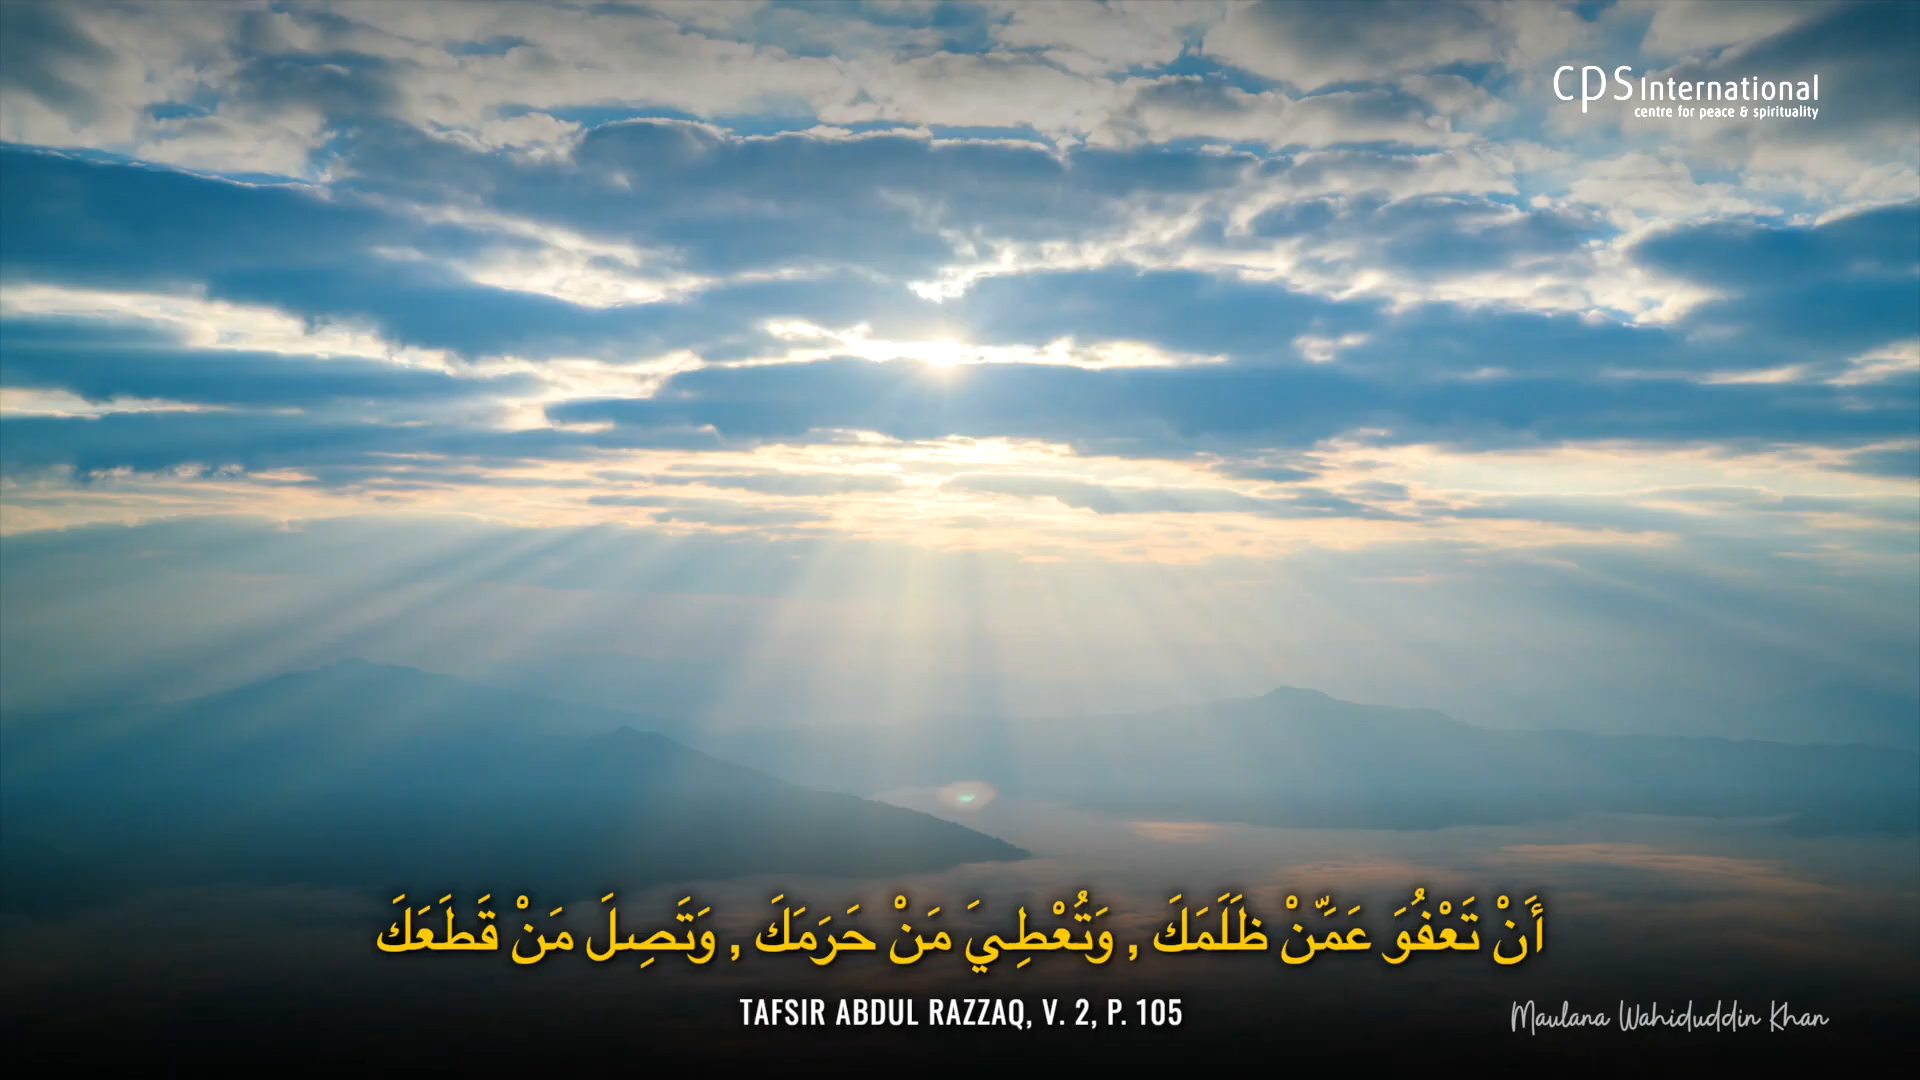 CPS International
centre for peace & spirituality
أَنْ تَعْفُوَ عَمَّنْ ظَلَمَكَ , وَتُعْطِيَ مَنْ حَرَمَكَ , وَتَصِلَ مَنْ قَطَعَكَ
TAFSIR ABDUL RAZZAQ, V. 2, P. 105
Maulana Wahiduddin Khan